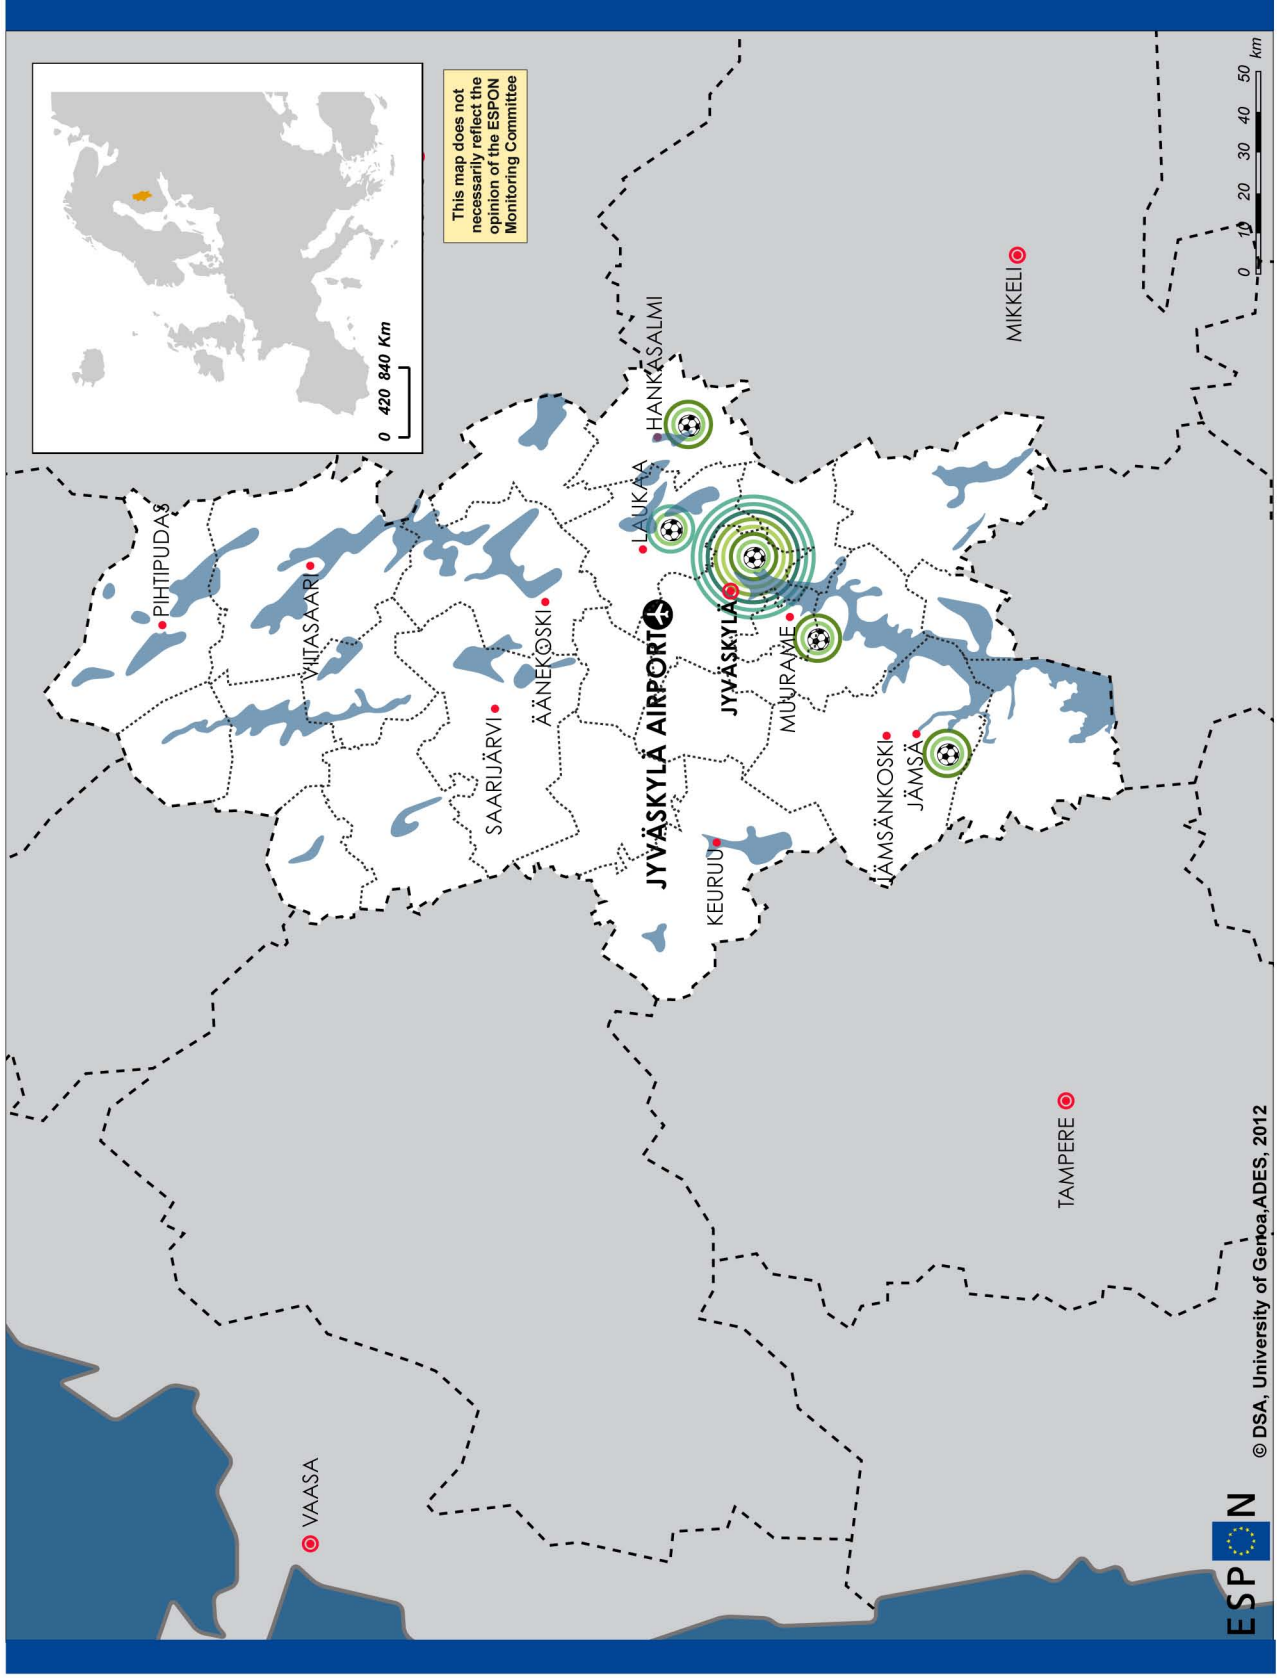 0 420 840 Km
This map does not
necessarily reflect the
opinion of the ESPON
Monitoring Committee
PIHTIPUDAS
VIITASAARI
SAARIJÄRVI
ÄÄNEKOSKI
HANKASALMI
LAUKAA
JYVÄSKYLÄ AIRPORT
JYVÄSKYLÄ
KEURUU
MUURAME
JÄMSÄNKOSKI
JÄMSÄ
VAASA
TAMPERE
MIKKELI
ESPON
© DSA, University of Genoa,ADES, 2012
0 10 20 30 40 50
km